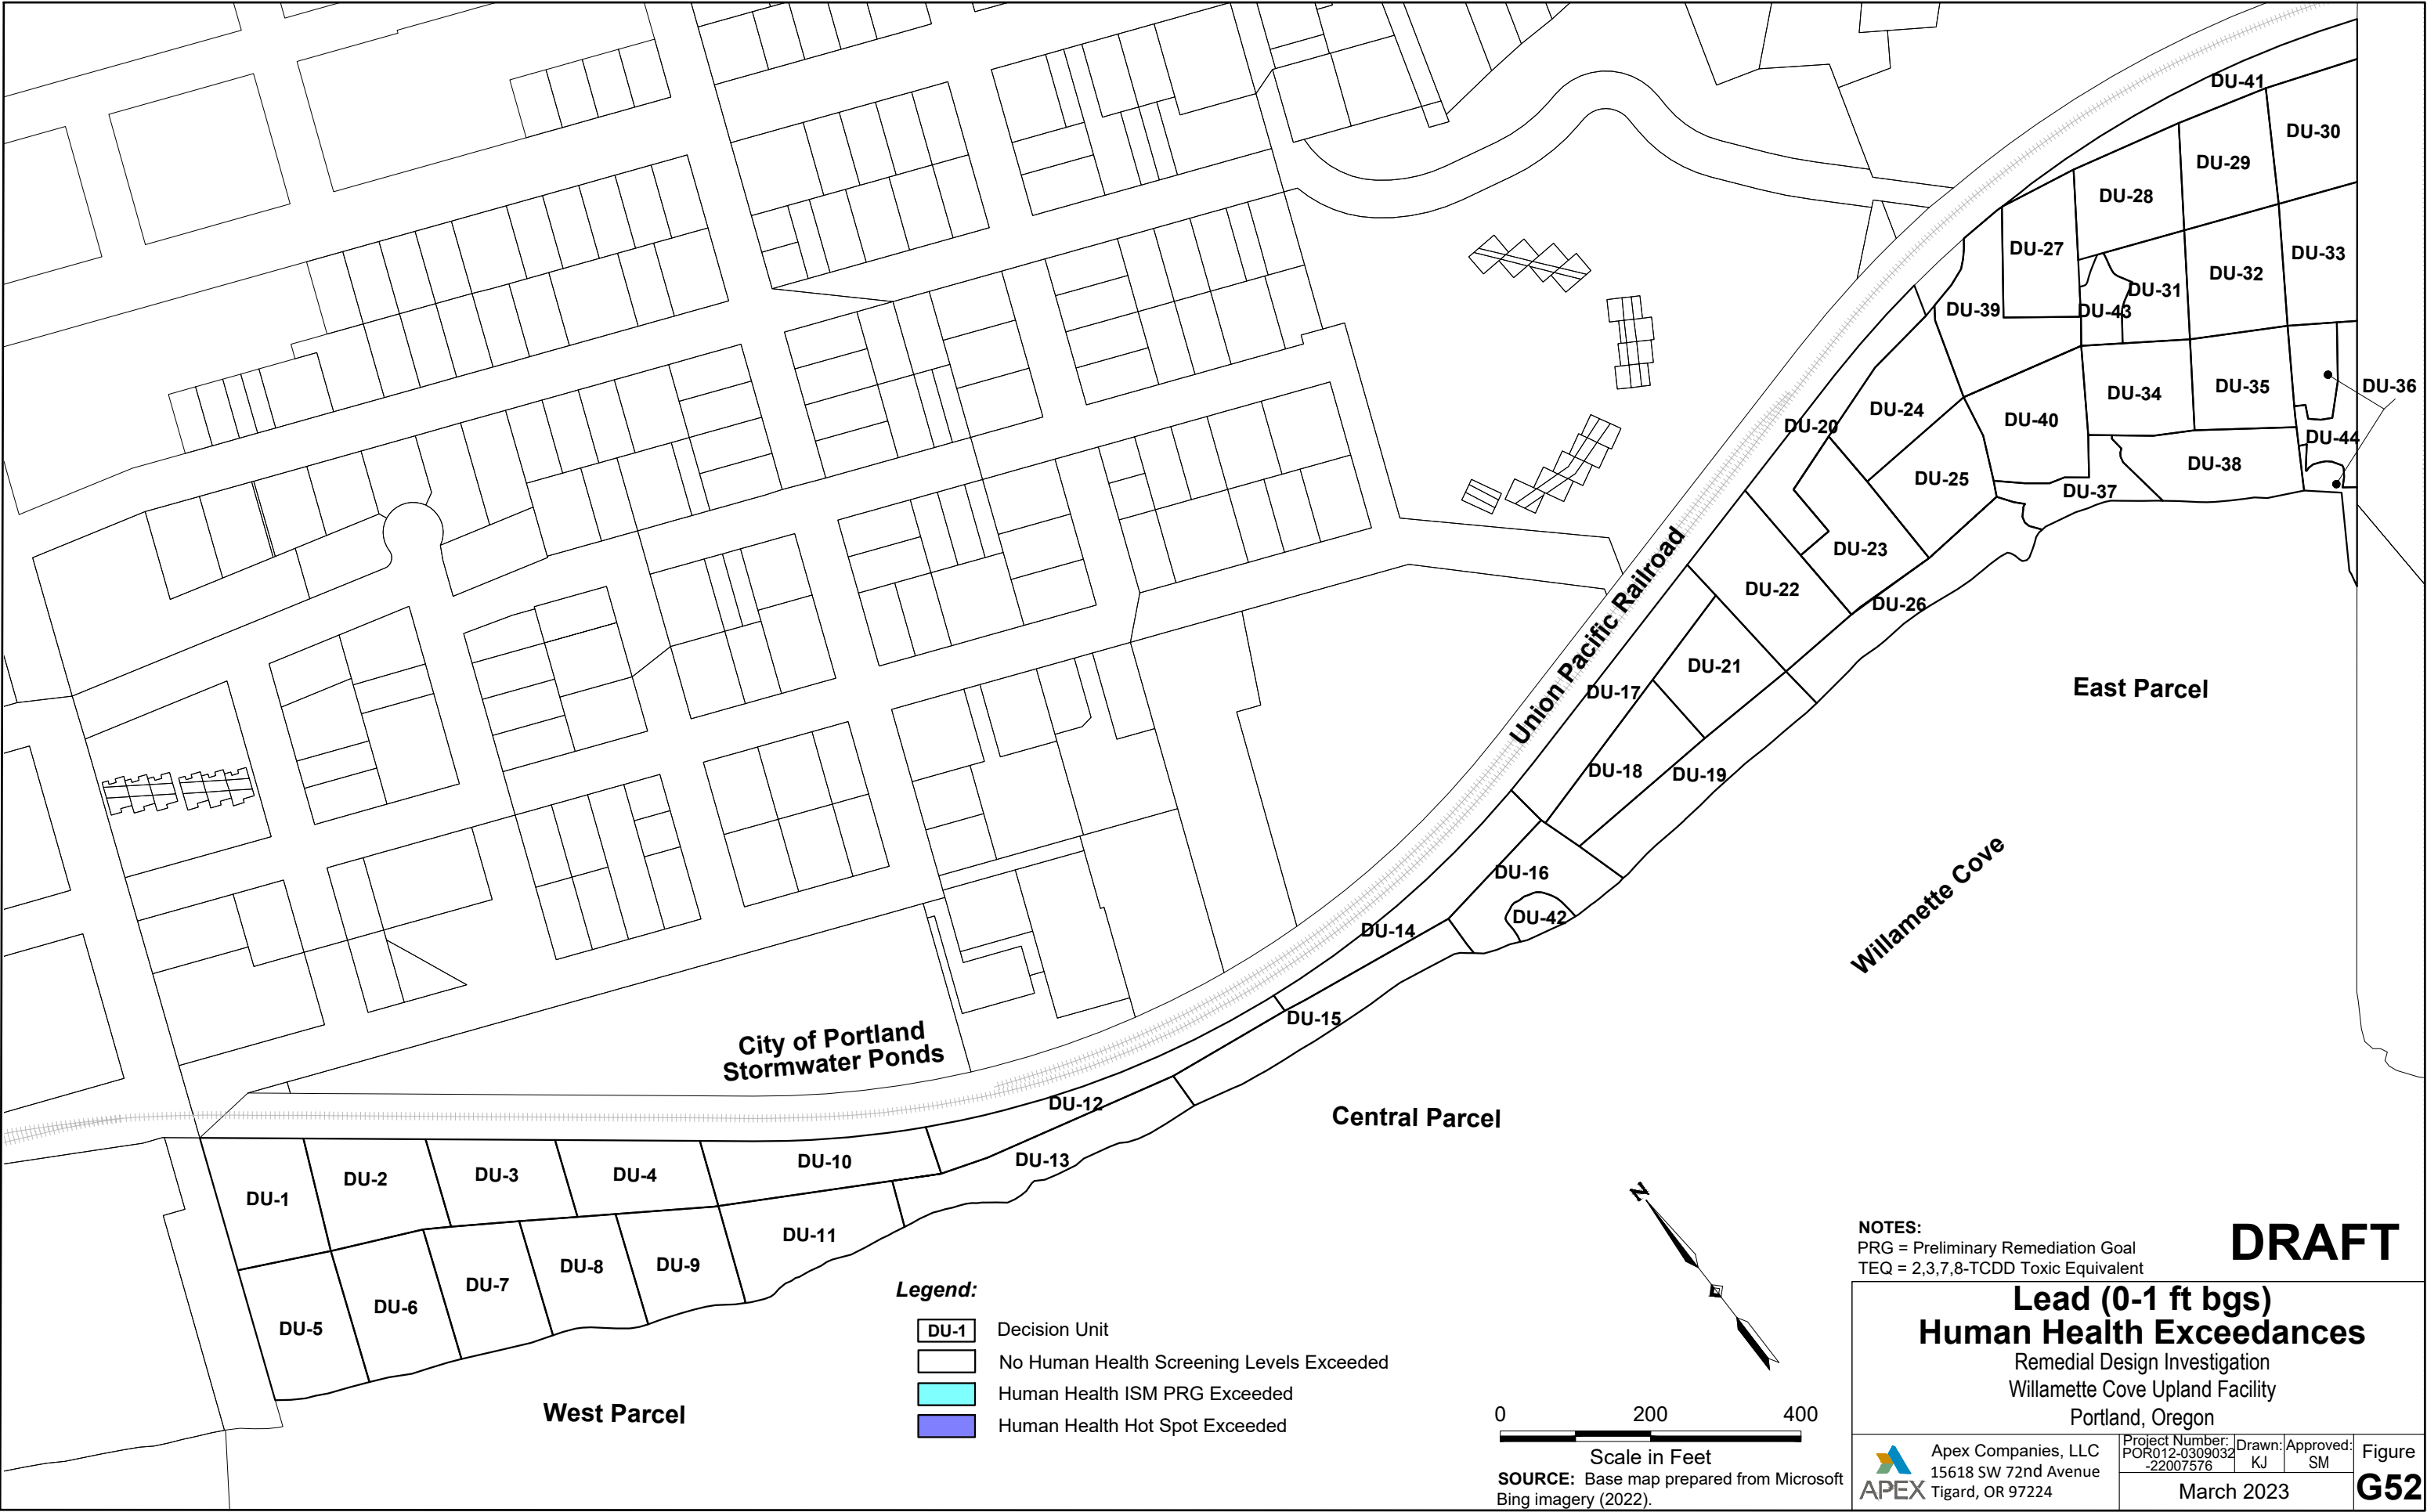 DU-41
DU-30
DU-29
DU-28
DU-27
DU-33
DU-32
DU-31
DU-39
DU-43
DU-36
DU-35
DU-34
DU-24
DU-40
DU-20
DU-44
DU-38
DU-25
DU-37
DU-23
DU-22
DU-26
Union Pacific Railroad
DU-21
DU-17
East Parcel
DU-18
DU-19
DU-16
DU-42
Willamette Cove
DU-14
DU-15
City of Portland
Stormwater Ponds
DU-12
Central Parcel
DU-13
DU-10
DU-4
DU-3
DU-2
DU-1
DU-11
DU-9
DU-8
DU-7
DU-6
DU-5
West Parcel
Legend:
DU-1 Decision Unit
No Human Health Screening Levels Exceeded
Human Health ISM PRG Exceeded
Human Health Hot Spot Exceeded
N
0 200 400
Scale in Feet
SOURCE: Base map prepared from Microsoft
Bing imagery (2022).
NOTES:
PRG = Preliminary Remediation Goal
TEQ = 2,3,7,8-TCDD Toxic Equivalent
DRAFT
Lead (0-1 ft bgs)
Human Health Exceedances
Remedial Design Investigation
Willamette Cove Upland Facility
Portland, Oregon
APEX
Apex Companies, LLC
15618 SW 72nd Avenue
Tigard, OR 97224
Project Number:
POR012-0309032
-22007576
Drawn:
KJ
Approved:
SM
March 2023
Figure
G52